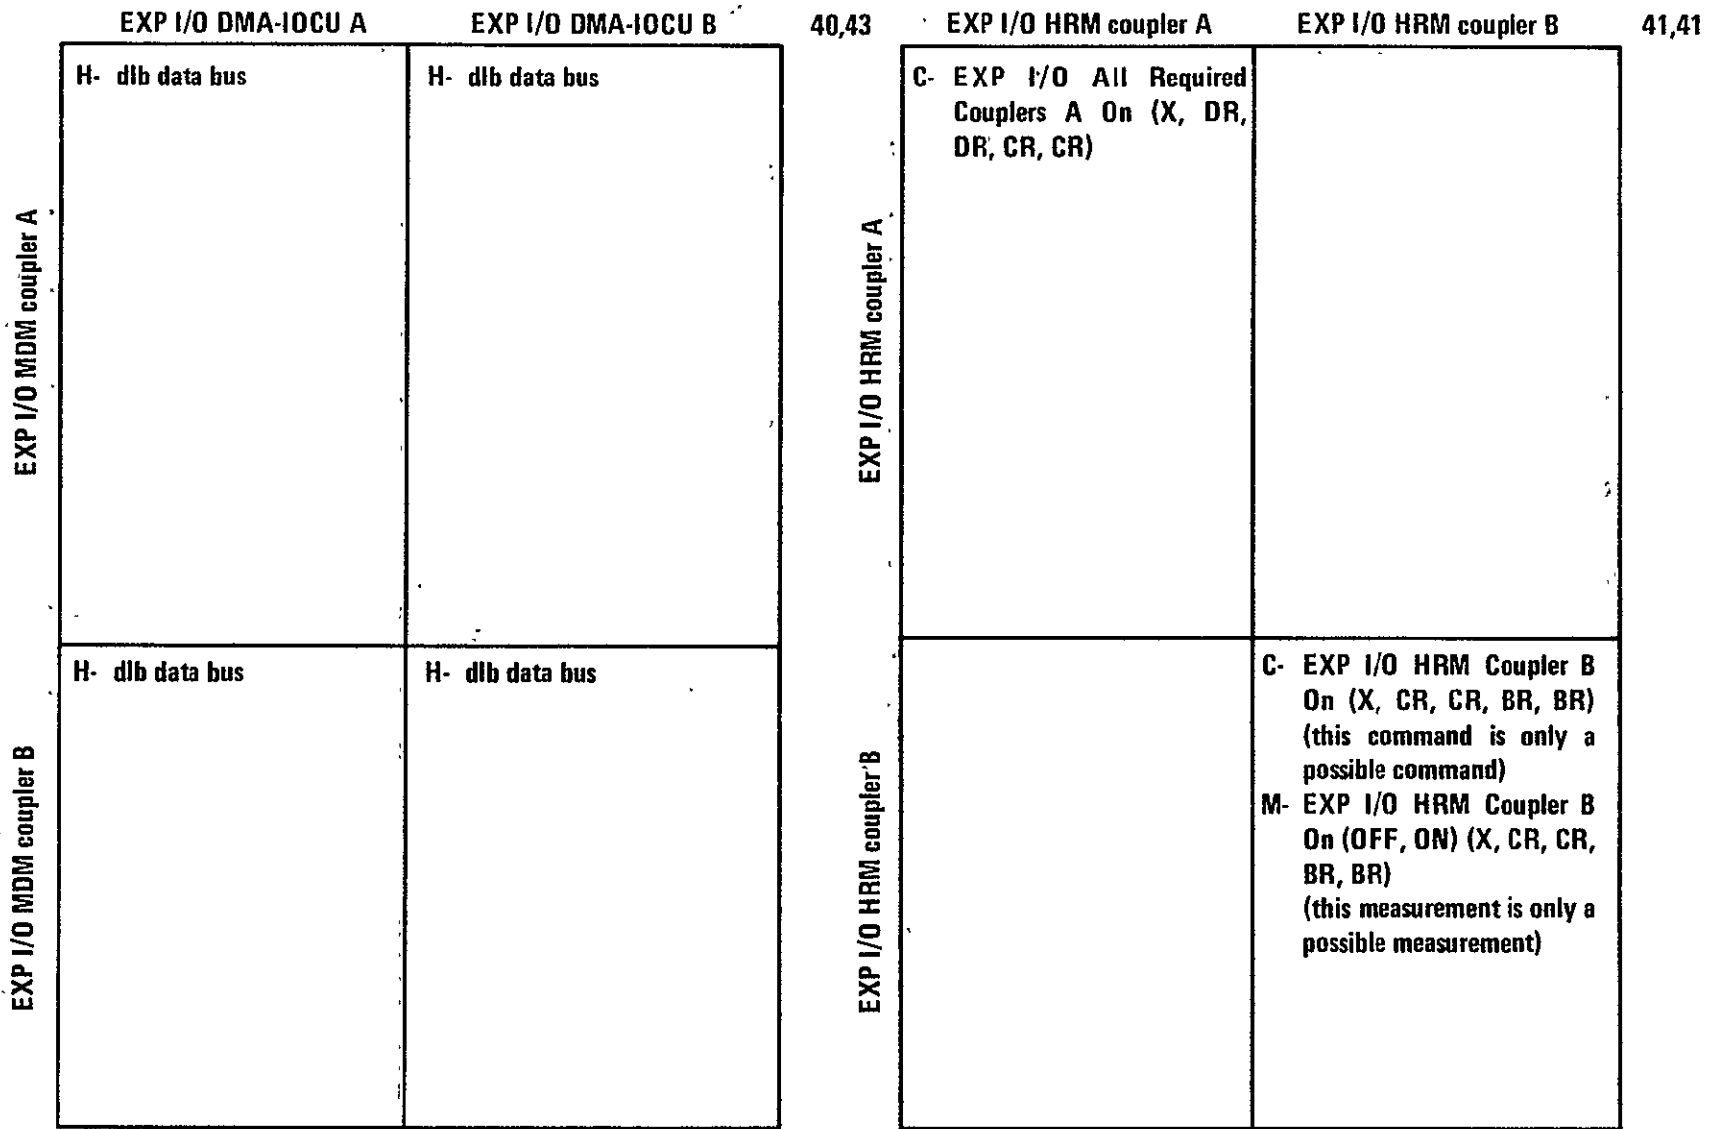 EXP I/O DMA-IOCU A
EXP I/O DMA-IOCU B
40,43
EXP I/O MDM coupler A
H- dlb data bus
H- dlb data bus
EXP I/O MDM coupler B
H- dlb data bus
H- dlb data bus
EXP I/O HRM coupler A
EXP I/O HRM coupler B
41,41
EXP I/O HRM coupler A
C- EXP I/O All Required
Couplers A On (X, DR,
DR, CR, CR)
EXP I/O HRM coupler B
C- EXP I/O HRM Coupler B
On (X, CR, CR, BR, BR)
(this command is only a
possible command)
M- EXP I/O HRM Coupler B
On (OFF, ON) (X, CR, CR,
BR, BR)
(this measurement is only a
possible measurement)